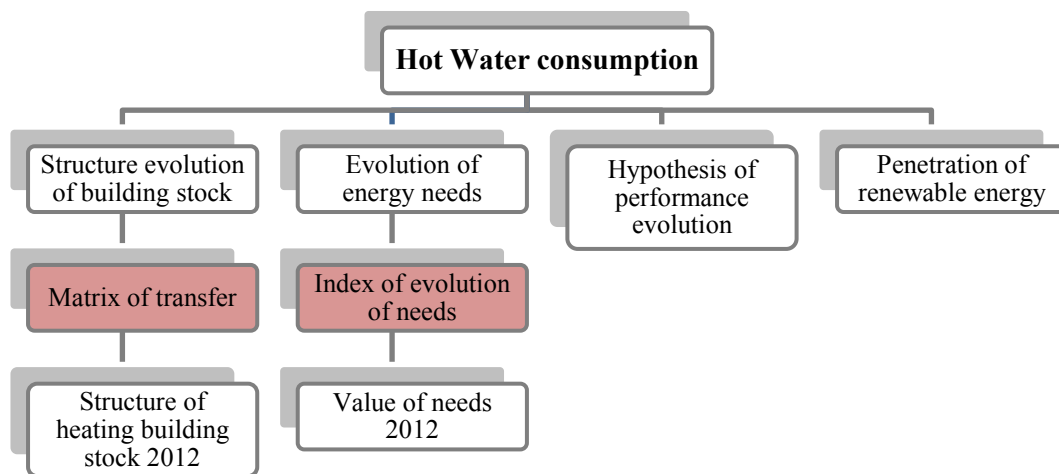 Hot Water consumption
Structure evolution
of building stock
Evolution of
energy needs
Hypothesis of
performance
evolution
Penetration of
renewable energy
Matrix of transfer
Index of evolution
of needs
Structure of
heating building
stock 2012
Value of needs
2012